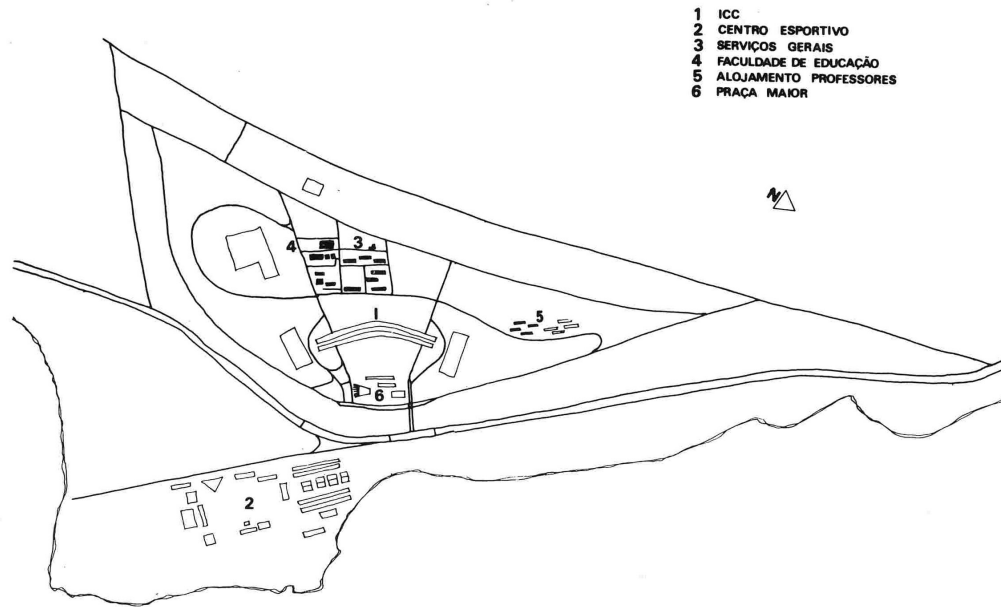 1 ICC
2 CENTRO ESPORTIVO
3 SERVIÇOS GERAIS
4 FACULDADE DE EDUCAÇÃO
5 ALOJAMENTO PROFESSORES
6 PRAÇA MAIOR
N
4
3
1
5
6
2